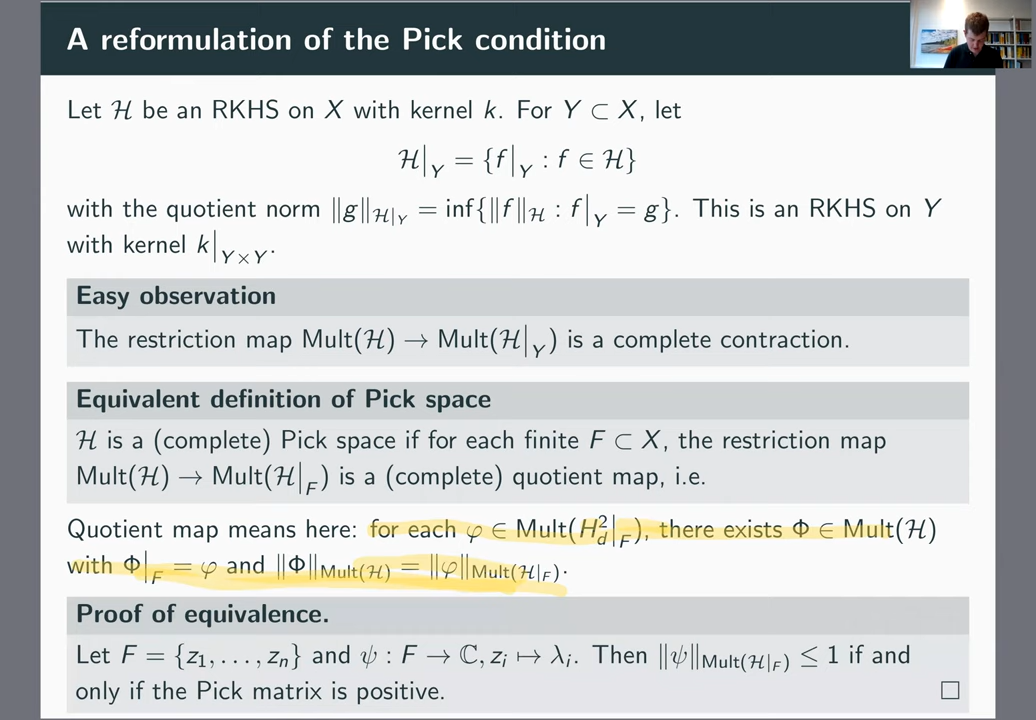 A reformulation of the Pick condition
Let ℋ be an RKHS on X with kernel k. For Y ⊂ X, let
ℋ|_Y = {f|_Y : f ∈ ℋ}
with the quotient norm ‖g‖_{ℋ|_Y} = inf{‖f‖_ℋ : f|_Y = g}. This is an RKHS on Y
with kernel k|_{Y×Y}.
Easy observation
The restriction map Mult(ℋ) → Mult(ℋ|_Y) is a complete contraction.
Equivalent definition of Pick space
ℋ is a (complete) Pick space if for each finite F ⊂ X, the restriction map
Mult(ℋ) → Mult(ℋ|_F) is a (complete) quotient map, i.e.
Quotient map means here: for each φ ∈ Mult(H²_d|_F), there exists Φ ∈ Mult(ℋ)
with Φ|_F = φ and ‖Φ‖_{Mult(ℋ)} = ‖φ‖_{Mult(ℋ|_F)}.
Proof of equivalence.
Let F = {z₁, . . . , zₙ} and ψ : F → ℂ, zᵢ ↦ λᵢ. Then ‖ψ‖_{Mult(ℋ|_F)} ≤ 1 if and
only if the Pick matrix is positive. □